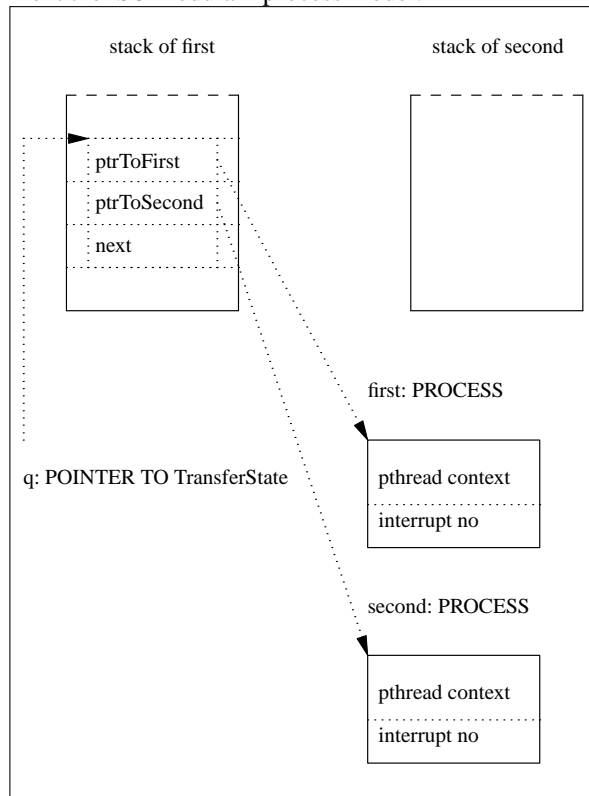 stack of first
stack of second
ptrToFirst
ptrToSecond
next
first: PROCESS
pthread context
interrupt no
q: POINTER TO TransferState
second: PROCESS
pthread context
interrupt no